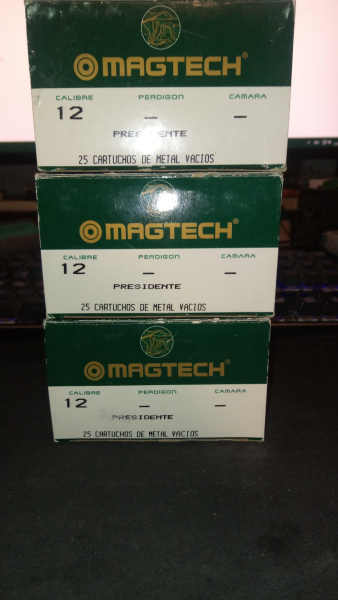 MAGTECH®
CALIBRE PERDIGON CAMARA
12 — —
PRESIDENTE
25 CARTUCHOS DE METAL VACIOS
MAGTECH®
CALIBRE PERDIGON CAMARA
12 — —
PRESIDENTE
25 CARTUCHOS DE METAL VACIOS
MAGTECH®
CALIBRE PERDIGON CAMARA
12 — —
PRESIDENTE
25 CARTUCHOS DE METAL VACIOS